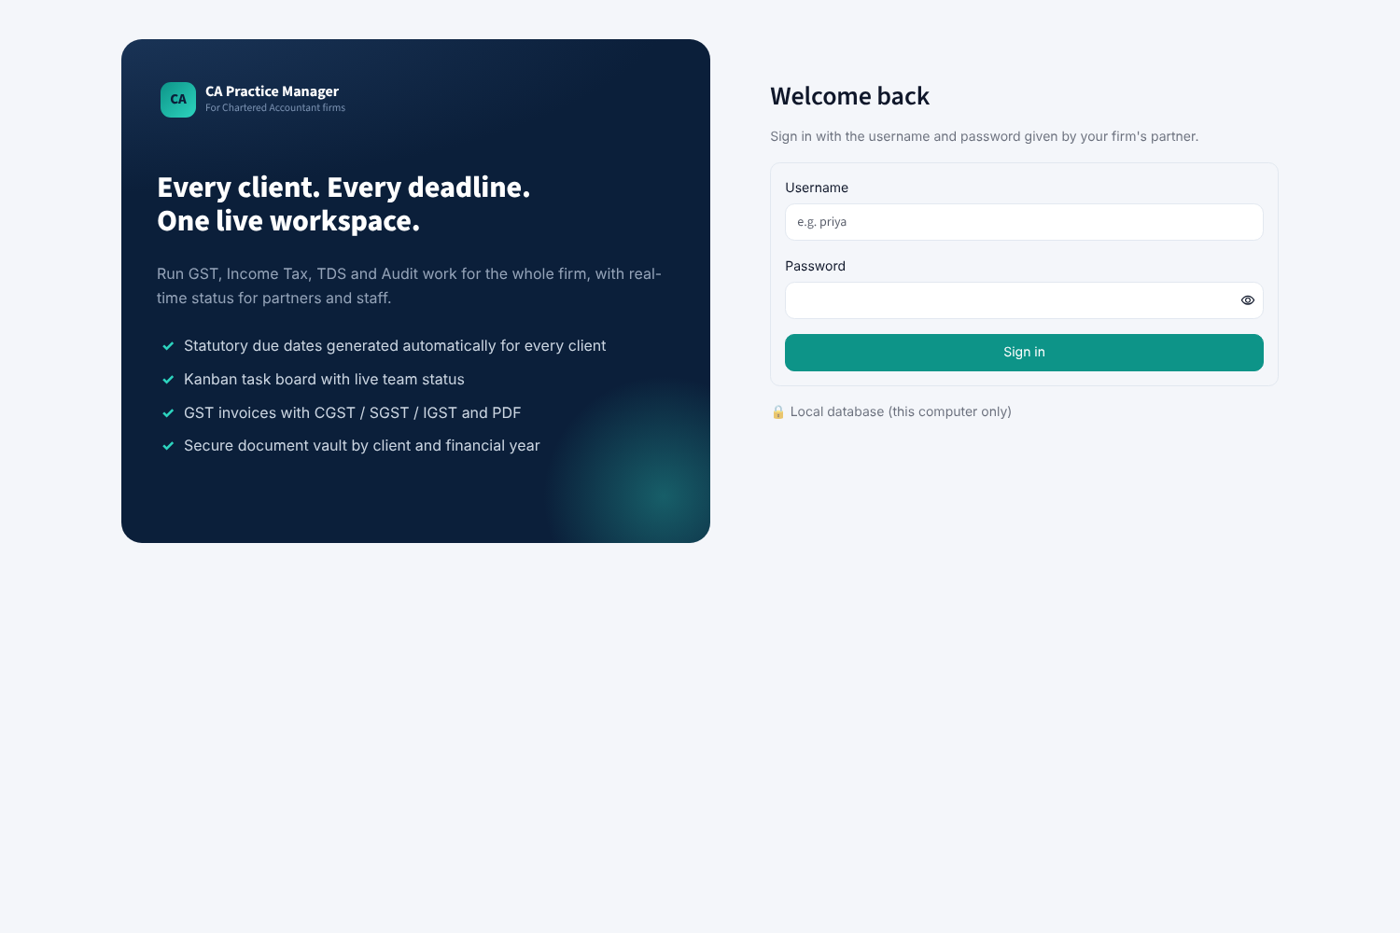 CA
CA Practice Manager
For Chartered Accountant firms
Every client. Every deadline.
One live workspace.
Run GST, Income Tax, TDS and Audit work for the whole firm, with real-
time status for partners and staff.
✓ Statutory due dates generated automatically for every client
✓ Kanban task board with live team status
✓ GST invoices with CGST / SGST / IGST and PDF
✓ Secure document vault by client and financial year
Welcome back
Sign in with the username and password given by your firm's partner.
Username
e.g. priya
Password
Sign in
🔒 Local database (this computer only)